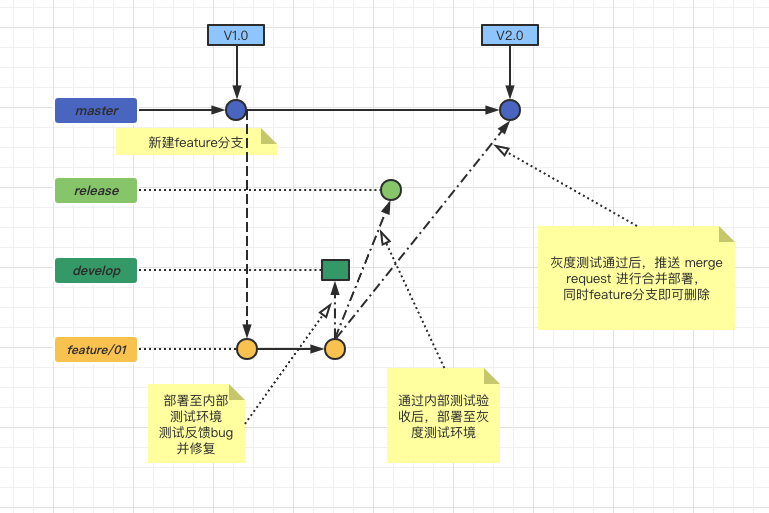 V1.0
V2.0
master
新建feature分支
release
develop
灰度测试通过后，推送 merge
request 进行合并部署，
同时feature分支即可删除
feature/01
部署至内部
测试环境
测试反馈bug
并修复
通过内部测试验
收后，部署至灰
度测试环境